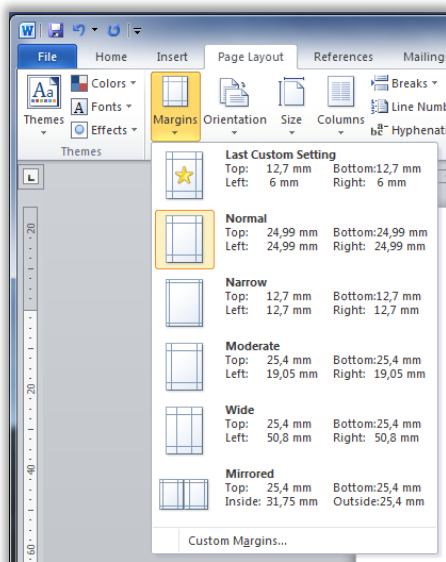 W
File Home Insert Page Layout References Mailing
Aa
Themes
Colors
Fonts
Effects
Themes
Margins
Orientation
Size
Columns
Breaks
Line Numb
Hyphenati
Last Custom Setting
Top: 12,7 mm Bottom:12,7 mm
Left: 6 mm Right: 6 mm
Normal
Top: 24,99 mm Bottom:24,99 mm
Left: 24,99 mm Right: 24,99 mm
Narrow
Top: 12,7 mm Bottom:12,7 mm
Left: 12,7 mm Right: 12,7 mm
Moderate
Top: 25,4 mm Bottom:25,4 mm
Left: 19,05 mm Right: 19,05 mm
Wide
Top: 25,4 mm Bottom:25,4 mm
Left: 50,8 mm Right: 50,8 mm
Mirrored
Top: 25,4 mm Bottom:25,4 mm
Inside: 31,75 mm Outside:25,4 mm
Custom Margins...
20
20
40
60